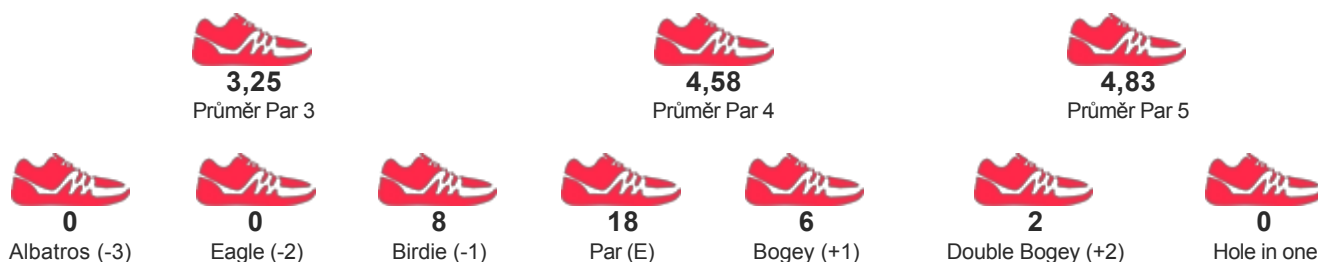 3,25
Průměr Par 3
4,58
Průměr Par 4
4,83
Průměr Par 5
0
Albatros (-3)
0
Eagle (-2)
8
Birdie (-1)
18
Par (E)
6
Bogey (+1)
2
Double Bogey (+2)
0
Hole in one